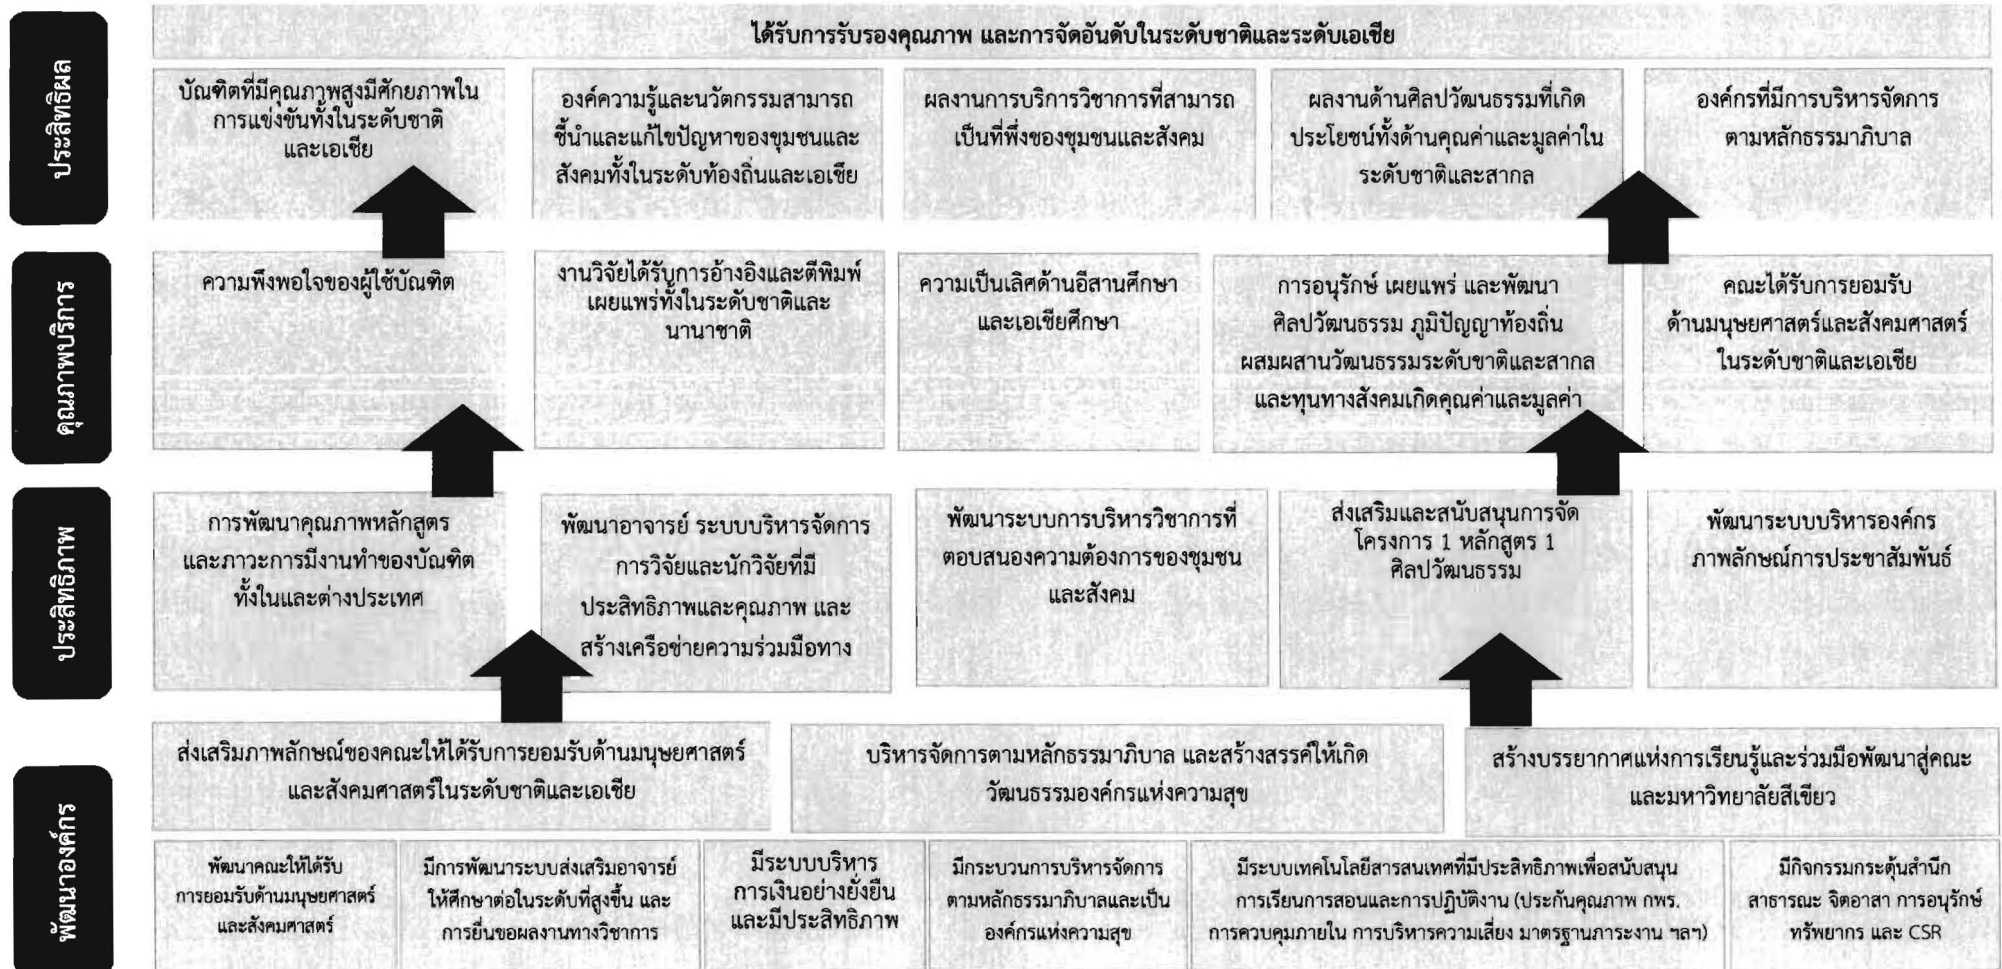 ได้รับการรับรองคุณภาพ และการจัดอันดับในระดับชาติและระดับเอเชีย
ประสิทธิผล
บัณฑิตที่มีคุณภาพสูงมีศักยภาพใน
การแข่งขันทั้งในระดับชาติ
และเอเชีย
องค์ความรู้และนวัตกรรมสามารถ
ชี้นำและแก้ไขปัญหาของชุมชนและ
สังคมทั้งในระดับท้องถิ่นและเอเชีย
ผลงานการบริการวิชาการที่สามารถ
เป็นที่พึ่งของชุมชนและสังคม
ผลงานด้านศิลปวัฒนธรรมที่เกิด
ประโยชน์ทั้งด้านคุณค่าและมูลค่าใน
ระดับชาติและสากล
องค์กรที่มีการบริหารจัดการ
ตามหลักธรรมาภิบาล
คุณภาพบริการ
ความพึงพอใจของผู้ใช้บัณฑิต
งานวิจัยได้รับการอ้างอิงและตีพิมพ์
เผยแพร่ทั้งในระดับชาติและ
นานาชาติ
ความเป็นเลิศด้านอีสานศึกษา
และเอเชียศึกษา
การอนุรักษ์ เผยแพร่ และพัฒนา
ศิลปวัฒนธรรม ภูมิปัญญาท้องถิ่น
ผสมผสานวัฒนธรรมระดับชาติและสากล
และทุนทางสังคมเกิดคุณค่าและมูลค่า
คณะได้รับการยอมรับ
ด้านมนุษยศาสตร์และสังคมศาสตร์
ในระดับชาติและเอเชีย
ประสิทธิภาพ
การพัฒนาคุณภาพหลักสูตร
และภาวะการมีงานทำของบัณฑิต
ทั้งในและต่างประเทศ
พัฒนาอาจารย์ ระบบบริหารจัดการ
การวิจัยและนักวิจัยที่มี
ประสิทธิภาพและคุณภาพ และ
สร้างเครือข่ายความร่วมมือทาง
พัฒนาระบบการบริหารวิชาการที่
ตอบสนองความต้องการของชุมชน
และสังคม
ส่งเสริมและสนับสนุนการจัด
โครงการ 1 หลักสูตร 1
ศิลปวัฒนธรรม
พัฒนาระบบบริหารองค์กร
ภาพลักษณ์การประชาสัมพันธ์
พัฒนาองค์กร
ส่งเสริมภาพลักษณ์ของคณะให้ได้รับการยอมรับด้านมนุษยศาสตร์
และสังคมศาสตร์ในระดับชาติและเอเชีย
บริหารจัดการตามหลักธรรมาภิบาล และสร้างสรรค์ให้เกิด
วัฒนธรรมองค์กรแห่งความสุข
สร้างบรรยากาศแห่งการเรียนรู้และร่วมมือพัฒนาสู่คณะ
และมหาวิทยาลัยสีเขียว
พัฒนาคณะให้ได้รับ
การยอมรับด้านมนุษยศาสตร์
และสังคมศาสตร์
มีการพัฒนาระบบส่งเสริมอาจารย์
ให้ศึกษาต่อในระดับที่สูงขึ้น และ
การยื่นขอผลงานทางวิชาการ
มีระบบบริหาร
การเงินอย่างยั่งยืน
และมีประสิทธิภาพ
มีกระบวนการบริหารจัดการ
ตามหลักธรรมาภิบาลและเป็น
องค์กรแห่งความสุข
มีระบบเทคโนโลยีสารสนเทศที่มีประสิทธิภาพเพื่อสนับสนุน
การเรียนการสอนและการปฏิบัติงาน (ประกันคุณภาพ กพร.
การควบคุมภายใน การบริหารความเสี่ยง มาตรฐานภาระงาน ฯลฯ)
มีกิจกรรมกระตุ้นสำนึก
สาธารณะ จิตอาสา การอนุรักษ์
ทรัพยากร และ CSR